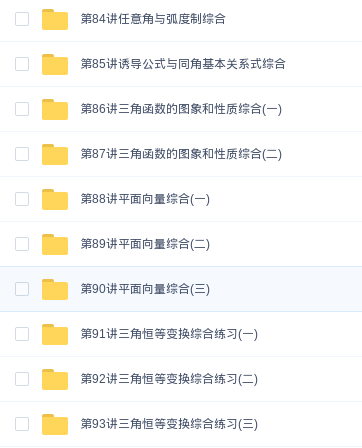 第84讲任意角与弧度制综合
第85讲诱导公式与同角基本关系式综合
第86讲三角函数的图象和性质综合(一)
第87讲三角函数的图象和性质综合(二)
第88讲平面向量综合(一)
第89讲平面向量综合(二)
第90讲平面向量综合(三)
第91讲三角恒等变换综合练习(一)
第92讲三角恒等变换综合练习(二)
第93讲三角恒等变换综合练习(三)